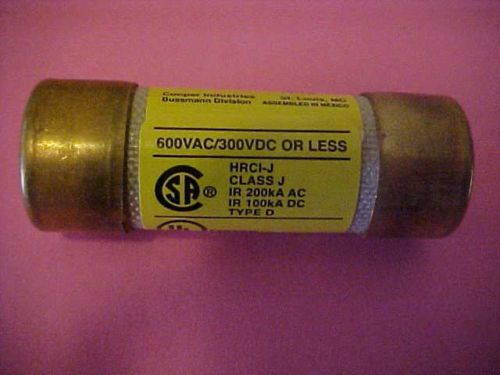 Cooper Industries St. Louis, MO
Bussmann Division ASSEMBLED IN MEXICO
600VAC/300VDC OR LESS
HRCI-J
CLASS J
SA ® IR 200kA AC
IR 100kA DC
TYPE D